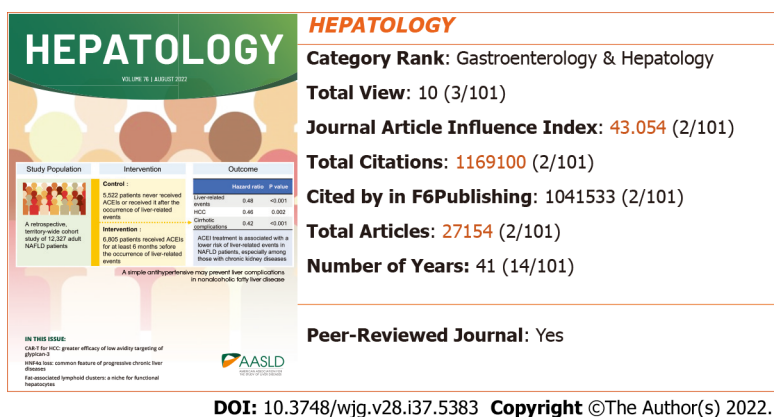 HEPATOLOGY
VOLUME 76 | AUGUST 2022
Study Population
Intervention
Outcome
A retrospective,
territory-wide cohort
study of 12,327 adult
NAFLD patients
Control :
5,522 patients never received
ACEIs or received it after the
occurrence of liver-related
events
Intervention :
6,805 patients received ACEIs
for at least 6 months before
the occurrence of liver-related
events
Hazard ratio P value
Liver-related
events 0.48 <0.001
HCC 0.46 0.002
Cirrhotic
complications 0.42 <0.001
ACEI treatment is associated with a
lower risk of liver-related events in
NAFLD patients, especially among
those with chronic kidney diseases
A simple antihypertensive may prevent liver complications
in nonalcoholic fatty liver disease
IN THIS ISSUE:
CAR-T for HCC: greater efficacy of low avidity targeting of
glypican-3
HNF4α loss: common feature of progressive chronic liver
diseases
Fat-associated lymphoid clusters: a niche for functional
hepatocytes
AASLD
AMERICAN ASSOCIATION FOR
THE STUDY OF LIVER DISEASES
HEPATOLOGY
Category Rank: Gastroenterology & Hepatology
Total View: 10 (3/101)
Journal Article Influence Index: 43.054 (2/101)
Total Citations: 1169100 (2/101)
Cited by in F6Publishing: 1041533 (2/101)
Total Articles: 27154 (2/101)
Number of Years: 41 (14/101)
Peer-Reviewed Journal: Yes
DOI: 10.3748/wjg.v28.i37.5383 Copyright ©The Author(s) 2022.